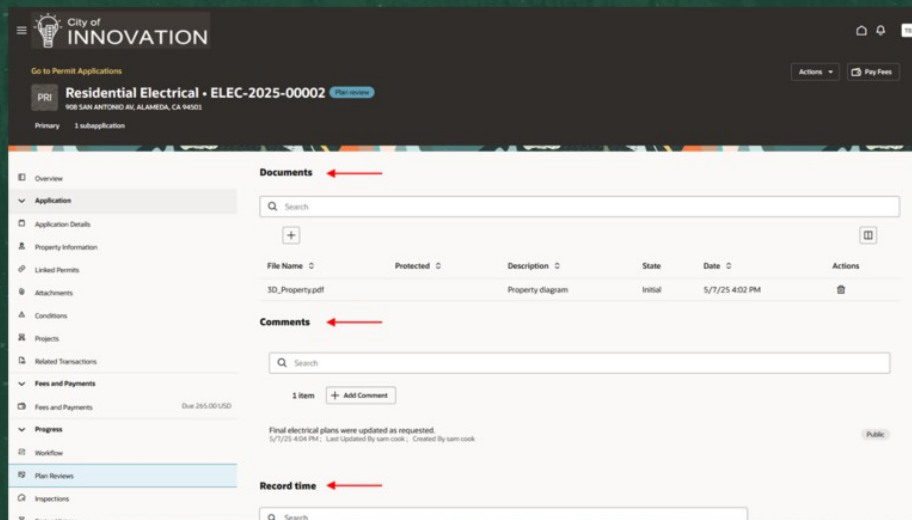 City of
INNOVATION
Go to Permit Applications
Actions
Pay Fees
PRI
Residential Electrical • ELEC-2025-00002 Plan review
908 SAN ANTONIO AV, ALAMEDA, CA 94501
Primary 1 subapplication
Overview
Application
Application Details
Property Information
Linked Permits
Attachments
Conditions
Projects
Related Transactions
Fees and Payments
Fees and Payments Due 265.00 USD
Progress
Workflow
Plan Reviews
Inspections
Documents
Search
File Name Protected Description State Date Actions
3D_Property.pdf Property diagram Initial 5/7/25 4:02 PM
Comments
Search
1 item + Add Comment
Final electrical plans were updated as requested.
5/7/25 4:04 PM ; Last Updated By sam cook ; Created By sam cook
Public
Record time
Search